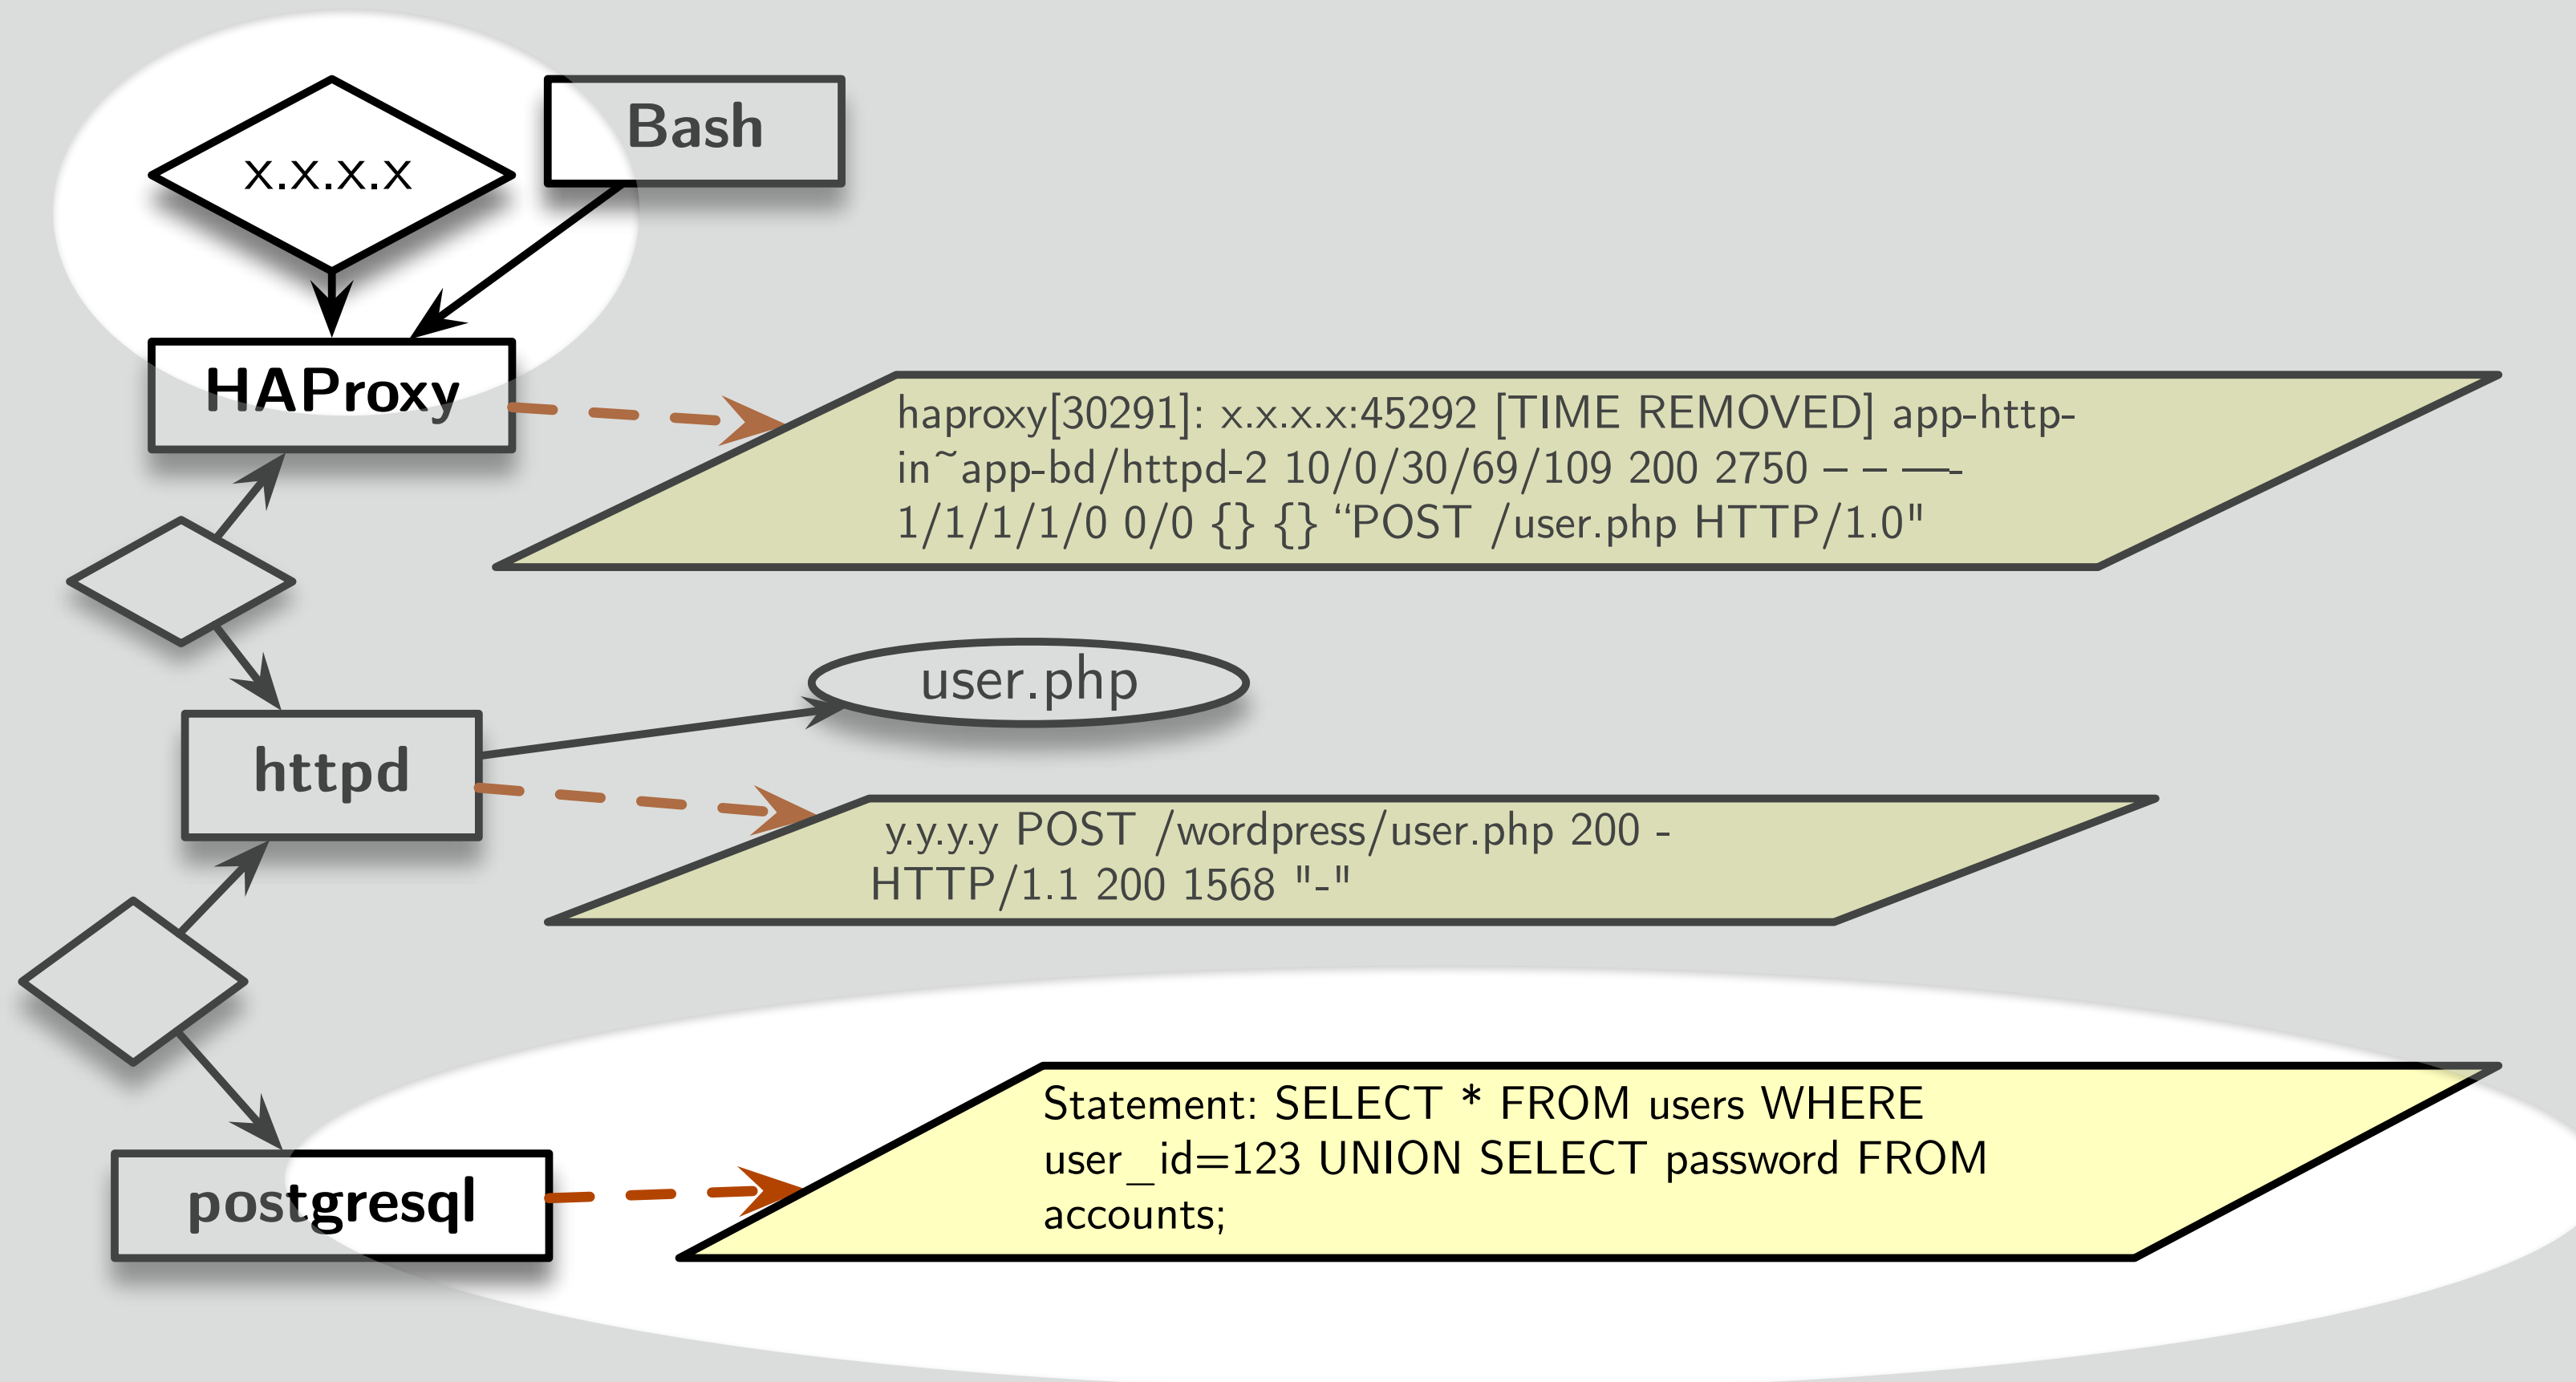 x.x.x.x
Bash
HAProxy
haproxy[30291]: x.x.x.x:45292 [TIME REMOVED] app-http-
in~app-bd/httpd-2 10/0/30/69/109 200 2750 – – —-
1/1/1/1/0 0/0 {} {} “POST /user.php HTTP/1.0"
user.php
httpd
y.y.y.y POST /wordpress/user.php 200 -
HTTP/1.1 200 1568 "-"
Statement: SELECT * FROM users WHERE
user_id=123 UNION SELECT password FROM
accounts;
postgresql